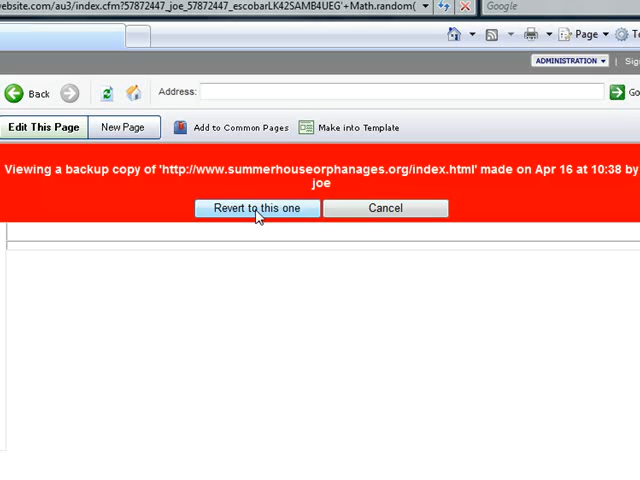 website.com/au3/index.cfm?57872447_joe_57872447_escobarLK42SAMB4UEG'+Math.random(
Google
Page
ADMINISTRATION
Back
Address:
Edit This Page
New Page
Add to Common Pages
Make into Template
Viewing a backup copy of 'http://www.summerhouseorphanages.org/index.html' made on Apr 16 at 10:38 by
joe
Revert to this one
Cancel